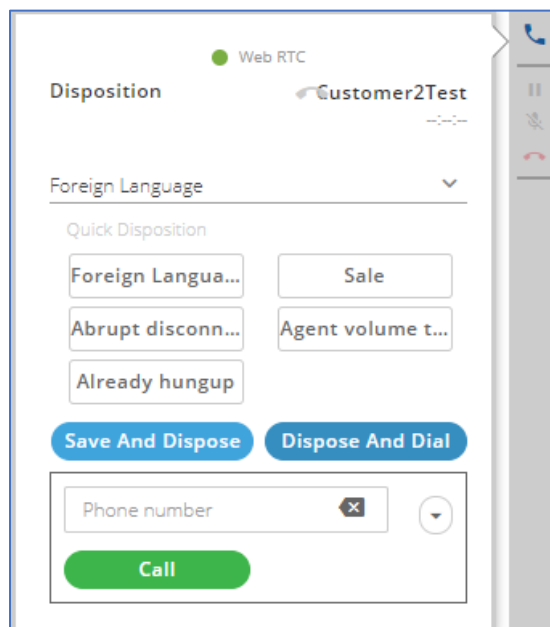 Web RTC
Disposition
Customer2Test
--:--:--
Foreign Language
Quick Disposition
Foreign Langua...
Sale
Abrupt disconn...
Agent volume t...
Already hungup
Save And Dispose
Dispose And Dial
Phone number
Call